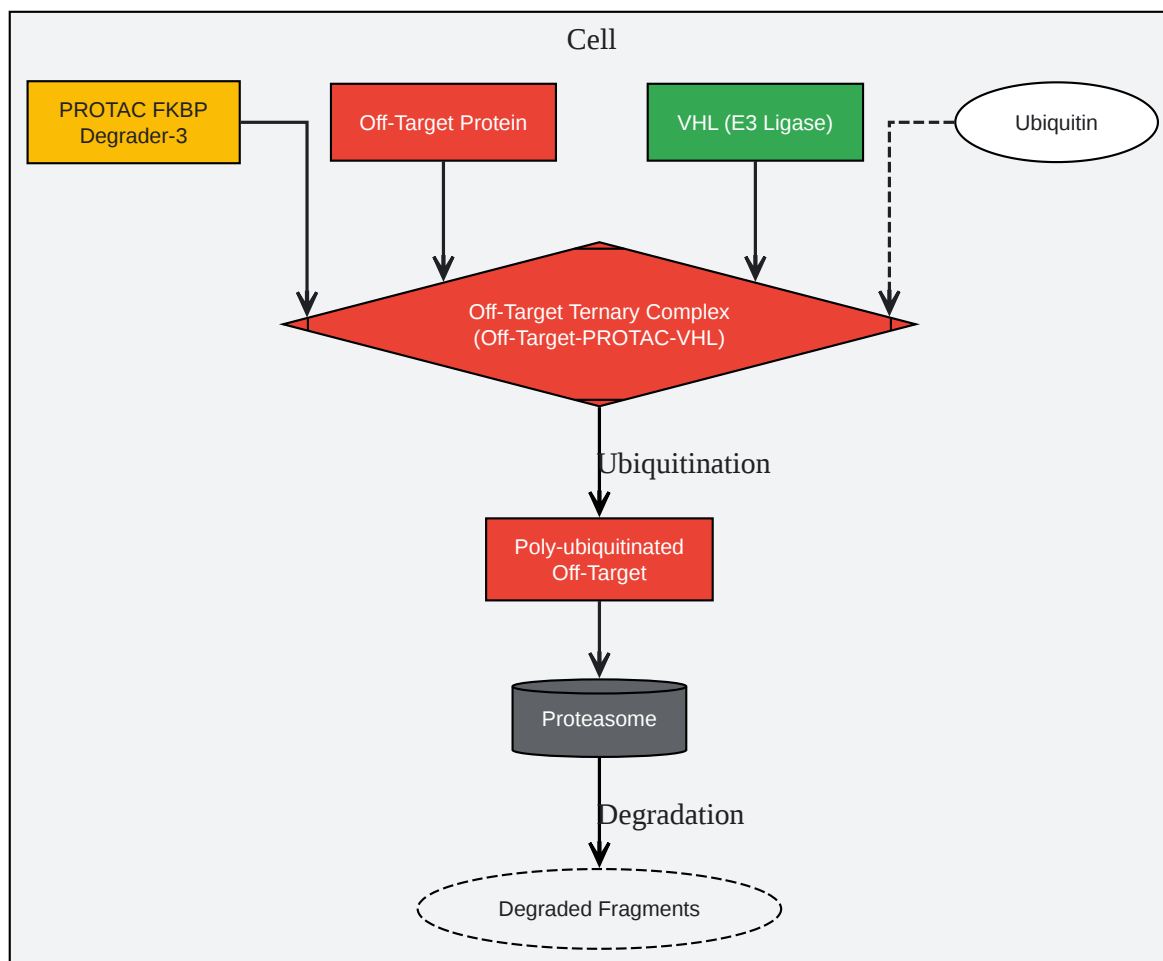 Cell
PROTAC FKBP
Degrader-3
Off-Target Protein
VHL (E3 Ligase)
Ubiquitin
Off-Target Ternary Complex
(Off-Target-PROTAC-VHL)
Ubiquitination
Poly-ubiquitinated
Off-Target
Proteasome
Degradation
Degraded Fragments